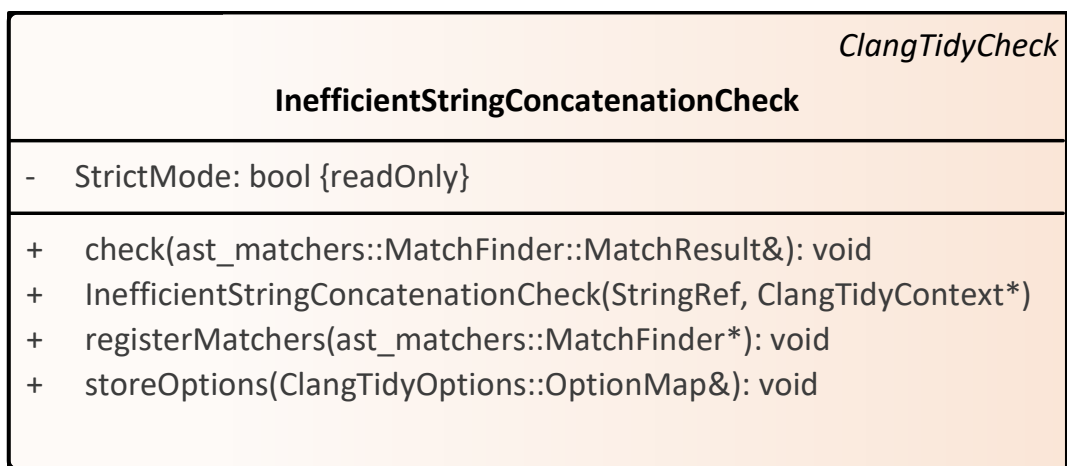 ClangTidyCheck
InefficientStringConcatenationCheck
- StrictMode: bool {readOnly}
+ check(ast_matchers::MatchFinder::MatchResult&): void
+ InefficientStringConcatenationCheck(StringRef, ClangTidyContext*)
+ registerMatchers(ast_matchers::MatchFinder*): void
+ storeOptions(ClangTidyOptions::OptionMap&): void